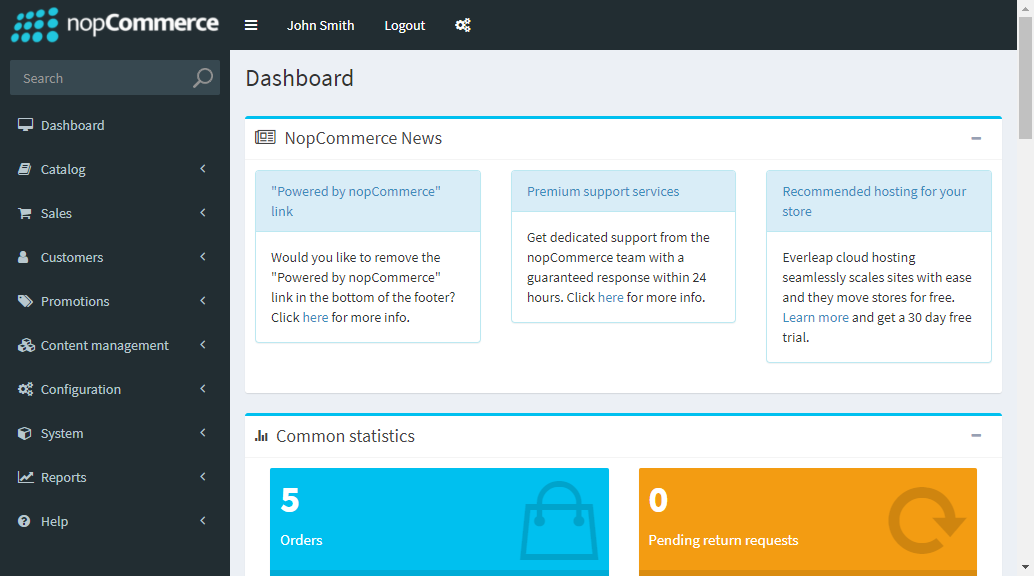 nopCommerce
John Smith
Logout
Search
Dashboard
Catalog
Sales
Customers
Promotions
Content management
Configuration
System
Reports
Help
Dashboard
NopCommerce News
"Powered by nopCommerce"
link
Would you like to remove the
"Powered by nopCommerce"
link in the bottom of the footer?
Click here for more info.
Premium support services
Get dedicated support from the
nopCommerce team with a
guaranteed response within 24
hours. Click here for more info.
Recommended hosting for your
store
Everleap cloud hosting
seamlessly scales sites with ease
and they move stores for free.
Learn more and get a 30 day free
trial.
Common statistics
5
Orders
0
Pending return requests